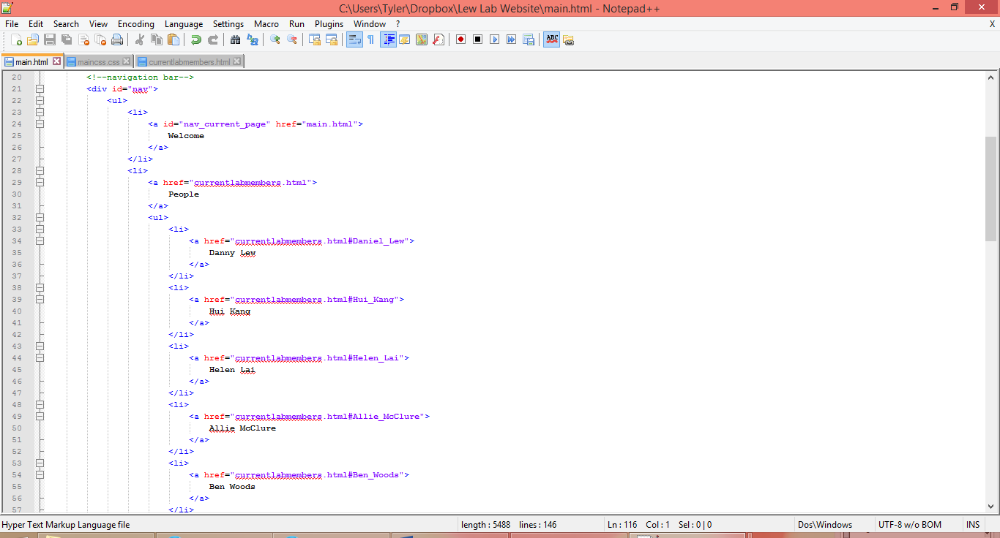 C:\Users\Tyler\Dropbox\Lew Lab Website\main.html - Notepad++
File Edit Search View Encoding Language Settings Macro Run Plugins Window ? X
main.html maincss.css currentlabmembers.html
20 <!--navigation bar-->
21 <div id="nav">
22 <ul>
23 <li>
24 <a id="nav_current_page" href="main.html">
25 Welcome
26 </a>
27 </li>
28 <li>
29 <a href="currentlabmembers.html">
30 People
31 </a>
32 <ul>
33 <li>
34 <a href="currentlabmembers.html#Daniel_Lew">
35 Danny Lew
36 </a>
37 </li>
38 <li>
39 <a href="currentlabmembers.html#Hui_Kang">
40 Hui Kang
41 </a>
42 </li>
43 <li>
44 <a href="currentlabmembers.html#Helen_Lai">
45 Helen Lai
46 </a>
47 </li>
48 <li>
49 <a href="currentlabmembers.html#Allie_McClure">
50 Allie McClure
51 </a>
52 </li>
53 <li>
54 <a href="currentlabmembers.html#Ben_Woods">
55 Ben Woods
56 </a>
57 </li>
Hyper Text Markup Language file length : 5488 lines : 146 Ln : 116 Col : 1 Sel : 0 | 0 Dos\Windows UTF-8 w/o BOM INS